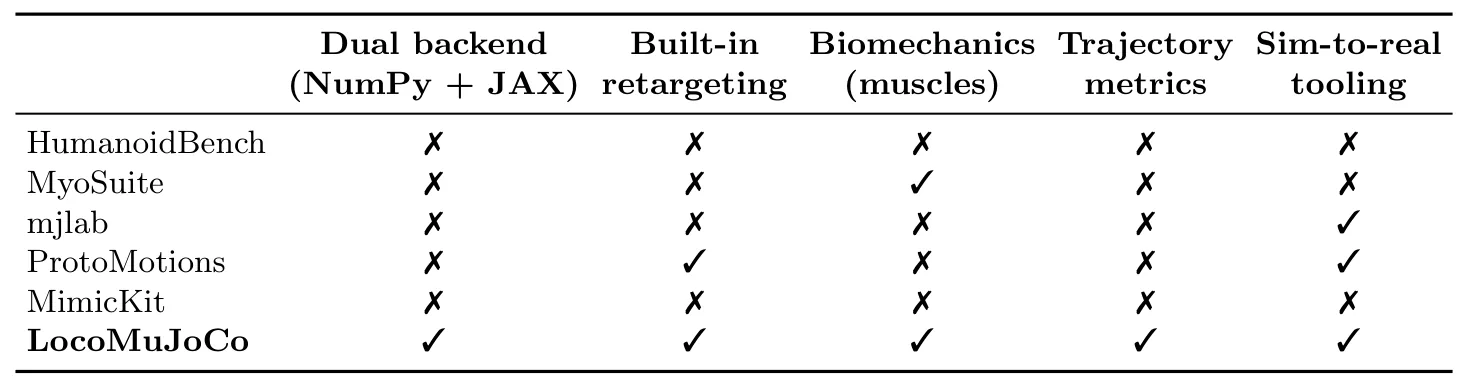 Dual backend Built-in Biomechanics Trajectory Sim-to-real
(NumPy + JAX) retargeting (muscles) metrics tooling
HumanoidBench ✗ ✗ ✗ ✗ ✗
MyoSuite ✗ ✗ ✓ ✗ ✗
mjlab ✗ ✗ ✗ ✗ ✓
ProtoMotions ✗ ✓ ✗ ✗ ✓
MimicKit ✗ ✗ ✗ ✗ ✗
LocoMuJoCo ✓ ✓ ✓ ✓ ✓